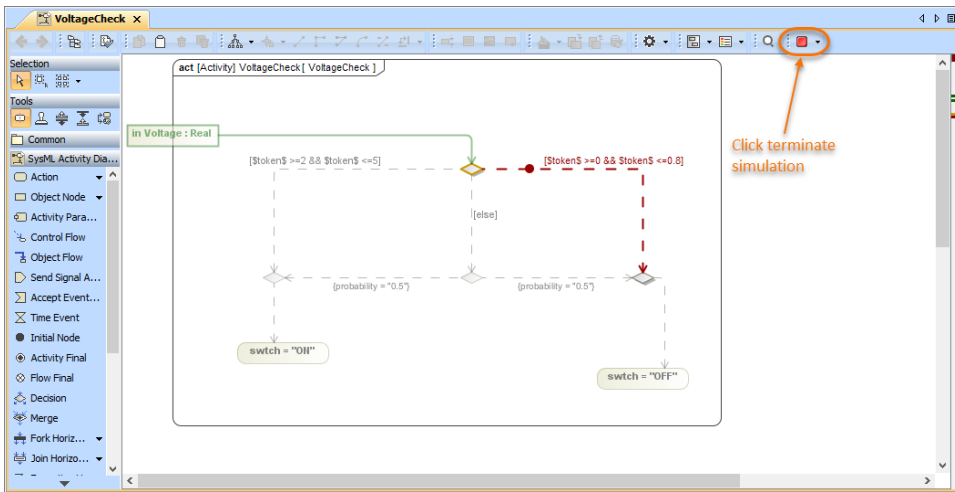 VoltageCheck
Selection
Tools
Common
SysML Activity Dia...
Action
Object Node
Activity Para...
Control Flow
Object Flow
Send Signal A...
Accept Event...
Time Event
Initial Node
Activity Final
Flow Final
Decision
Merge
Fork Horiz...
Join Horizo...
act [Activity] VoltageCheck [ VoltageCheck ]
in Voltage : Real
[$token$ >=2 && $token$ <=5]
[$token$ >=0 && $token$ <=0.8]
[else]
{probability = "0.5"}
{probability = "0.5"}
swtch = "ON"
swtch = "OFF"
Click terminate
simulation